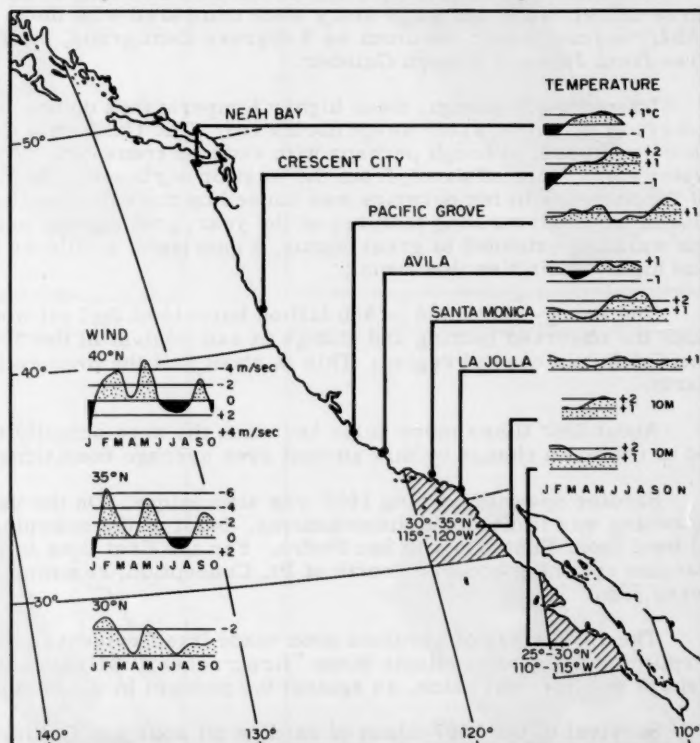 TEMPERATURE
NEAH BAY
+1°C
-1
50°
CRESCENT CITY
+2
+1
-1
PACIFIC GROVE
+1
AVILA
+1
-1
SANTA MONICA
+2
+1
WIND
40°N
-4 m/sec
-2
0
+2
+4 m/sec
J F M A M J J A S O
LA JOLLA
+1
40°
+2
+1
10M
+2
10M
J F M A M J J A S O N
35°N
-6
-4
-2
0
+2
J F M A M J J A S O
30°-35°N
115°-120°W
30°
30°N
-2
J F M A M J J A S O
25°-30°N
110°-115°W
140°
130°
120°
110°